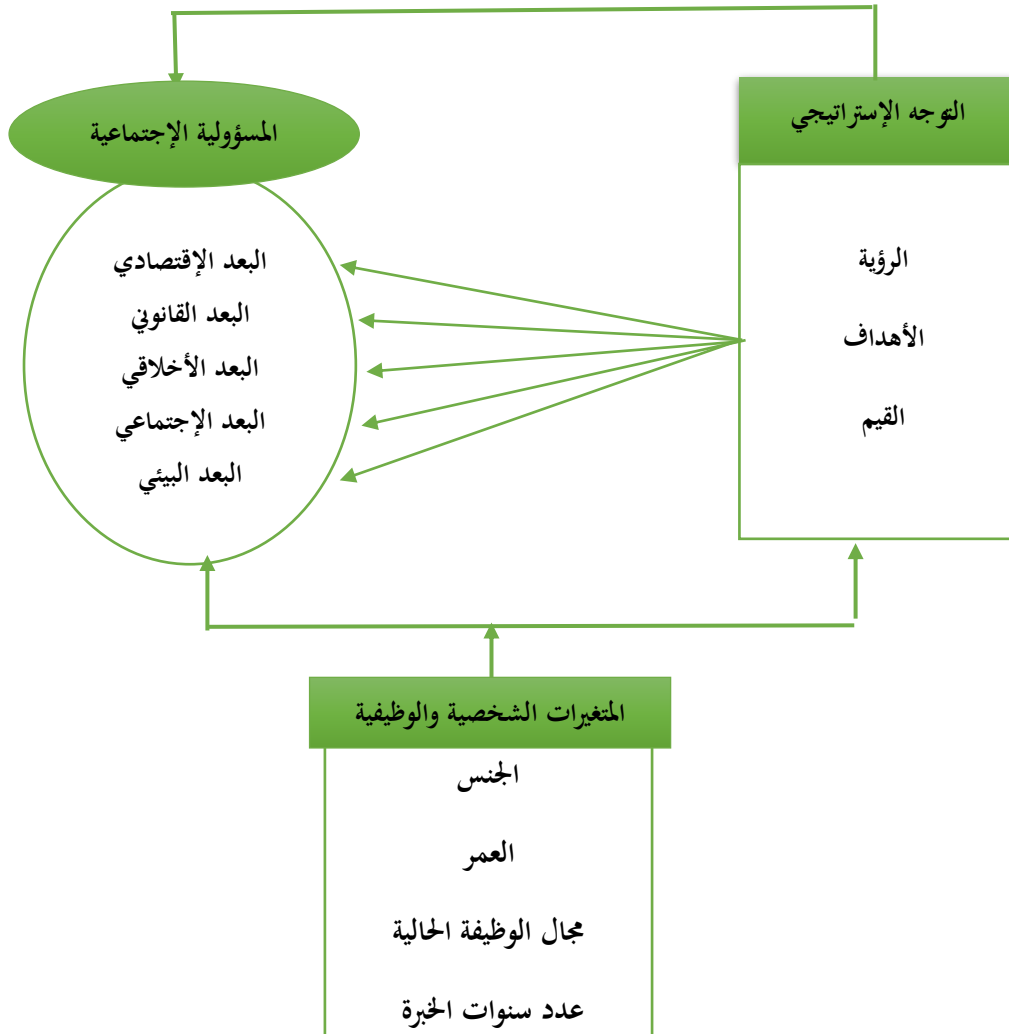 التوجه الإستراتيجي
الرؤية
الأهداف
القيم
المسؤولية الإجتماعية
البعد الإقتصادي
البعد القانوني
البعد الأخلاقي
البعد الإجتماعي
البعد البيئي
المتغيرات الشخصية والوظيفية
الجنس
العمر
مجال الوظيفة الحالية
عدد سنوات الخبرة